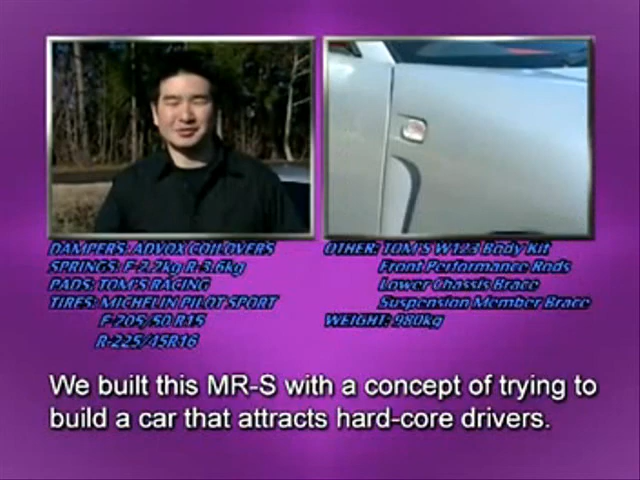 DAMPERS: ADVOX COILOVERS
SPRINGS: F-2.2kg R-3.6kg
PADS: TOM'S RACING
TIRES: MICHELIN PILOT SPORT
F-205/50 R15
R-225/45R16
OTHER: TOM'S W123 Body Kit
Front Performance Rods
Lower Chassis Brace
Suspension Member Brace
WEIGHT: 980kg
We built this MR-S with a concept of trying to
build a car that attracts hard-core drivers.